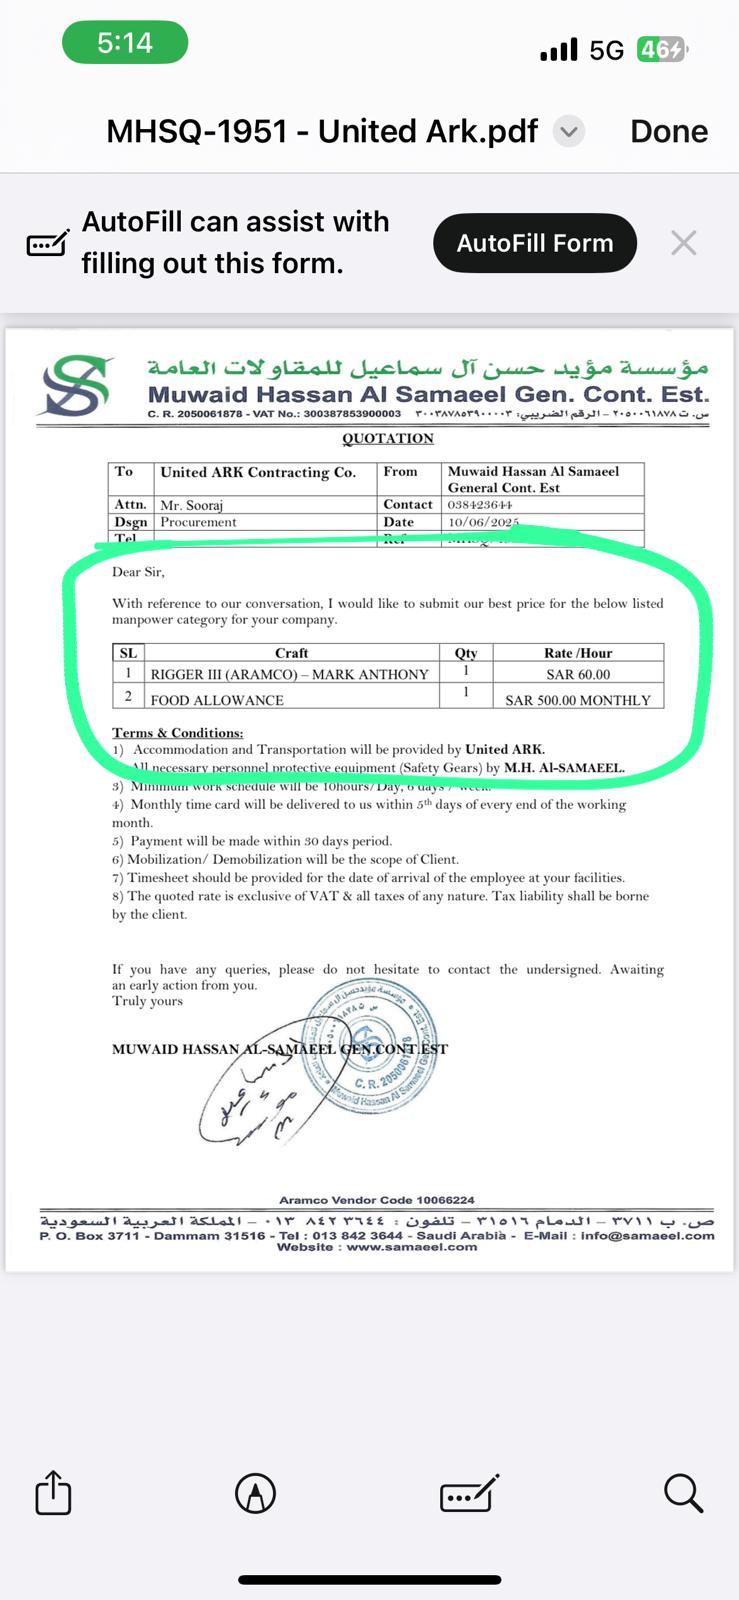 5:14
5G 46
MHSQ-1951 - United Ark.pdf Done
AutoFill can assist with
filling out this form.
AutoFill Form
مؤسسة مؤيد حسن آل سماعيل للمقاولات العامة
Muwaid Hassan Al Samaeel Gen. Cont. Est.
C. R. 2050061878 - VAT No.: 300387853900003 س. ت ٢٠٥٠٠٦١٨٧٨ – الرقم الضريبي: ٣٠٠٣٨٧٨٥٣٩٠٠٠٠٣
QUOTATION
To United ARK Contracting Co. From Muwaid Hassan Al Samaeel
General Cont. Est
Attn. Mr. Sooraj Contact 038423644
Dsgn Procurement Date 10/06/2025
Tel Ref
Dear Sir,
With reference to our conversation, I would like to submit our best price for the below listed
manpower category for your company.
SL Craft Qty Rate /Hour
1 RIGGER III (ARAMCO) – MARK ANTHONY 1 SAR 60.00
2 FOOD ALLOWANCE 1 SAR 500.00 MONTHLY
Terms & Conditions:
1) Accommodation and Transportation will be provided by United ARK.
All necessary personnel protective equipment (Safety Gears) by M.H. Al-SAMAEEL.
3) Minimum work schedule will be 10hours/Day, 6 days / week.
4) Monthly time card will be delivered to us within 5th days of every end of the working
month.
5) Payment will be made within 30 days period.
6) Mobilization/ Demobilization will be the scope of Client.
7) Timesheet should be provided for the date of arrival of the employee at your facilities.
8) The quoted rate is exclusive of VAT & all taxes of any nature. Tax liability shall be borne
by the client.
If you have any queries, please do not hesitate to contact the undersigned. Awaiting
an early action from you.
Truly yours
MUWAID HASSAN AL-SAMAEEL GEN.CONT.EST
C. R. 2050061878
Muwaid Hassan Al Samaeel Gen. Cont. Est.
Aramco Vendor Code 10066224
ص. ب ٣٧١١ – الدمام ٣١٥١٦ – تلفون : ٣٦٤٤ ٨٤٢ ٠١٣ – المملكة العربية السعودية
P. O. Box 3711 - Dammam 31516 - Tel : 013 842 3644 - Saudi Arabia - E-Mail : info@samaeel.com
Website : www.samaeel.com